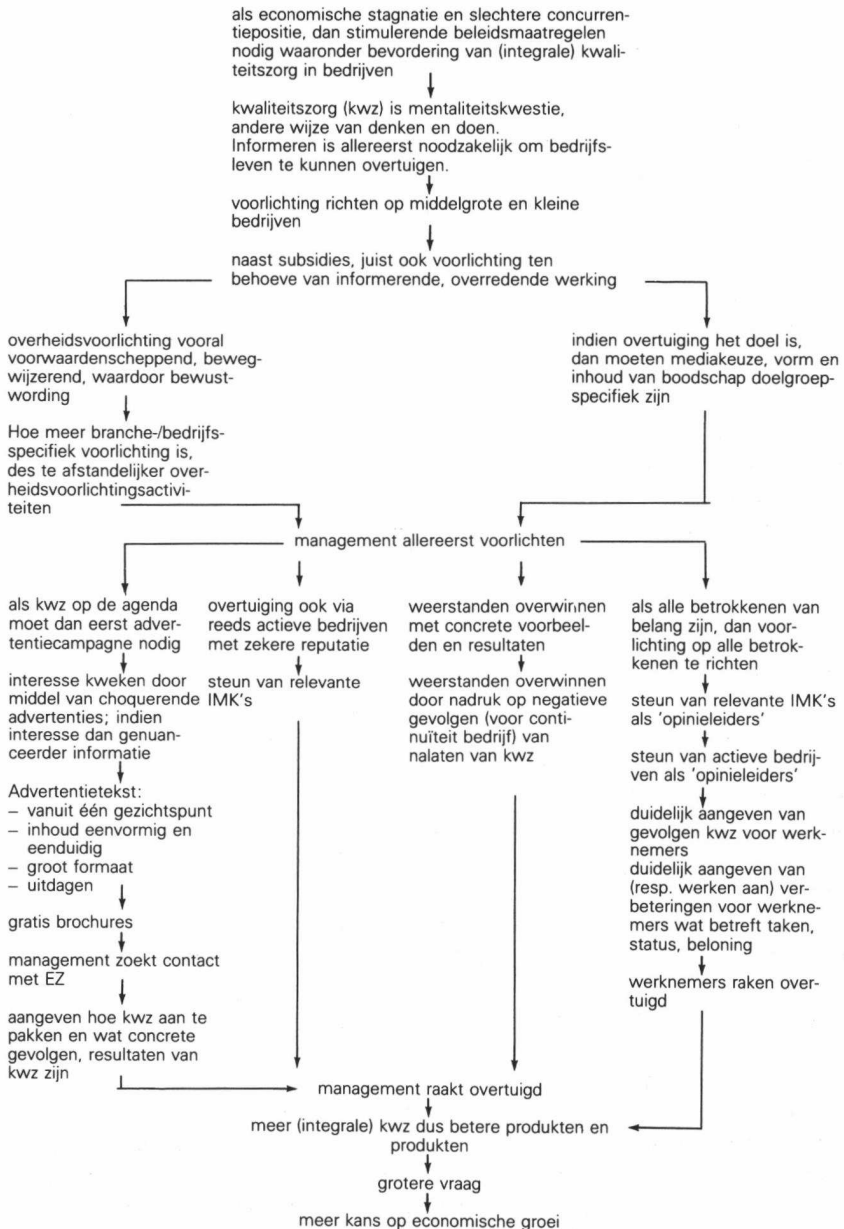 als economische stagnatie en slechtere concurren-
tiepositie, dan stimulerende beleidsmaatregelen
nodig waaronder bevordering van (integrale) kwali-
teitszorg in bedrijven
kwaliteitszorg (kwz) is mentaliteitskwestie,
andere wijze van denken en doen.
Informeren is allereerst noodzakelijk om bedrijfs-
leven te kunnen overtuigen.
voorlichting richten op middelgrote en kleine
bedrijven
naast subsidies, juist ook voorlichting ten
behoeve van informerende, overredende werking
overheidsvoorlichting vooral
voorwaardenscheppend, beweg-
wijzerend, waardoor bewust-
wording
Hoe meer branche-/bedrijfs-
specifiek voorlichting is,
des te afstandelijker over-
heidsvoorlichtingsactivi-
teiten
indien overtuiging het doel is,
dan moeten mediakeuze, vorm en
inhoud van boodschap doelgroep-
specifiek zijn
management allereerst voorlichten
als kwz op de agenda
moet dan eerst adver-
tentiecampagne nodig
interesse kweken door
middel van choquerende
advertenties; indien
interesse dan genuan-
ceerder informatie
Advertentietekst:
– vanuit één gezichtspunt
– inhoud eenvormig en
eenduidig
– groot formaat
– uitdagen
gratis brochures
management zoekt contact
met EZ
aangeven hoe kwz aan te
pakken en wat concrete
gevolgen, resultaten van
kwz zijn
overtuiging ook via
reeds actieve bedrijven
met zekere reputatie
steun van relevante
IMK's
weerstanden overwinnen
met concrete voorbeel-
den en resultaten
weerstanden overwinnen
door nadruk op negatieve
gevolgen (voor conti-
nuïteit bedrijf) van
nalaten van kwz
als alle betrokkenen van
belang zijn, dan voor-
lichting op alle betrok-
kenen te richten
steun van relevante IMK's
als 'opinieleiders'
steun van actieve bedrij-
ven als 'opinieleiders'
duidelijk aangeven van
gevolgen kwz voor werk-
nemers
duidelijk aangeven van
(resp. werken aan) ver-
beteringen voor werkne-
mers wat betreft taken,
status, beloning
werknemers raken over-
tuigd
management raakt overtuigd
meer (integrale) kwz dus betere produkten en
produkten
grotere vraag
meer kans op economische groei